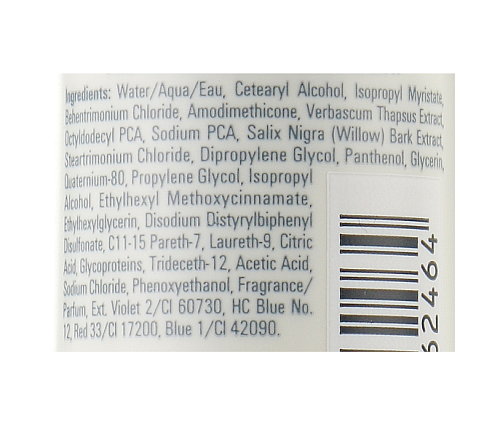 Ingredients: Water/Aqua/Eau, Cetearyl Alcohol, Isopropyl Myristate,
Behentrimonium Chloride, Amodimethicone, Verbascum Thapsus Extract,
Octyldodecyl PCA, Sodium PCA, Salix Nigra (Willow) Bark Extract,
Steartrimonium Chloride, Dipropylene Glycol, Panthenol, Glycerin,
Quaternium-80, Propylene Glycol, Isopropyl
Alcohol, Ethylhexyl Methoxycinnamate,
Ethylhexylglycerin, Disodium Distyrylbiphenyl
Disulfonate, C11-15 Pareth-7, Laureth-9, Citric
Acid, Glycoproteins, Trideceth-12, Acetic Acid,
Sodium Chloride, Phenoxyethanol, Fragrance/
Parfum, Ext. Violet 2/CI 60730, HC Blue No.
12, Red 33/CI 17200, Blue 1/CI 42090.
62464